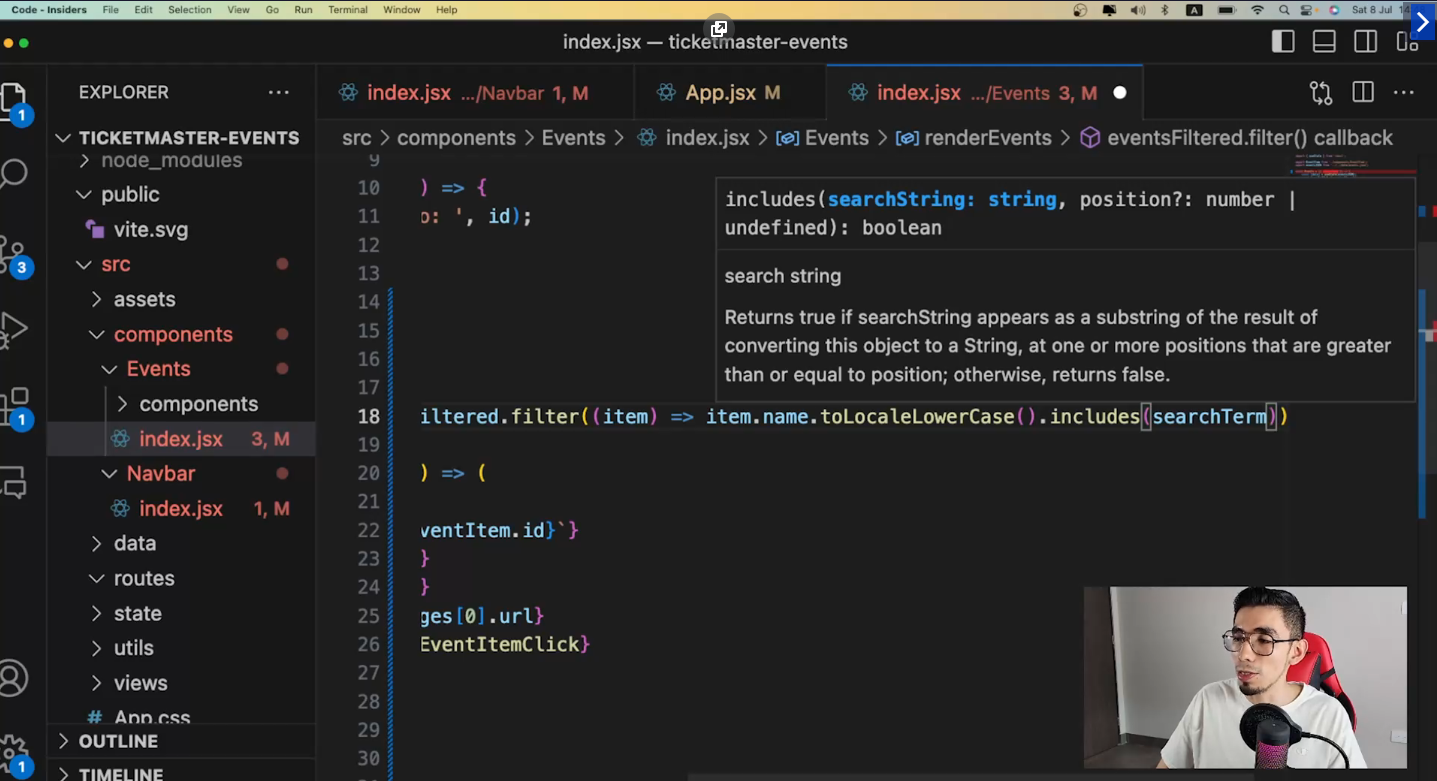 Code - Insiders File Edit Selection View Go Run Terminal Window Help A Sat 8 Jul
index.jsx — ticketmaster-events
EXPLORER ...
index.jsx .../Navbar 1, M App.jsx M index.jsx .../Events 3, M ...
src > components > Events > index.jsx > Events > renderEvents > eventsFiltered.filter() callback
TICKETMASTER-EVENTS
node_modules
public
vite.svg
src
assets
components
Events
components
index.jsx 3, M
Navbar
index.jsx 1, M
data
routes
state
utils
views
App.css
OUTLINE
TIMELINE
1
3
1
1
9
10 ) => {
11 o: ', id);
12
13
14
15
16
17
18 iltered.filter((item) => item.name.toLocaleLowerCase().includes(searchTerm))
19
20 ) => (
21
22 ventItem.id}`}
23 }
24 }
25 ges[0].url}
26 EventItemClick}
27
28
29
30
includes(searchString: string, position?: number |
undefined): boolean
search string
Returns true if searchString appears as a substring of the result of
converting this object to a String, at one or more positions that are greater
than or equal to position; otherwise, returns false.